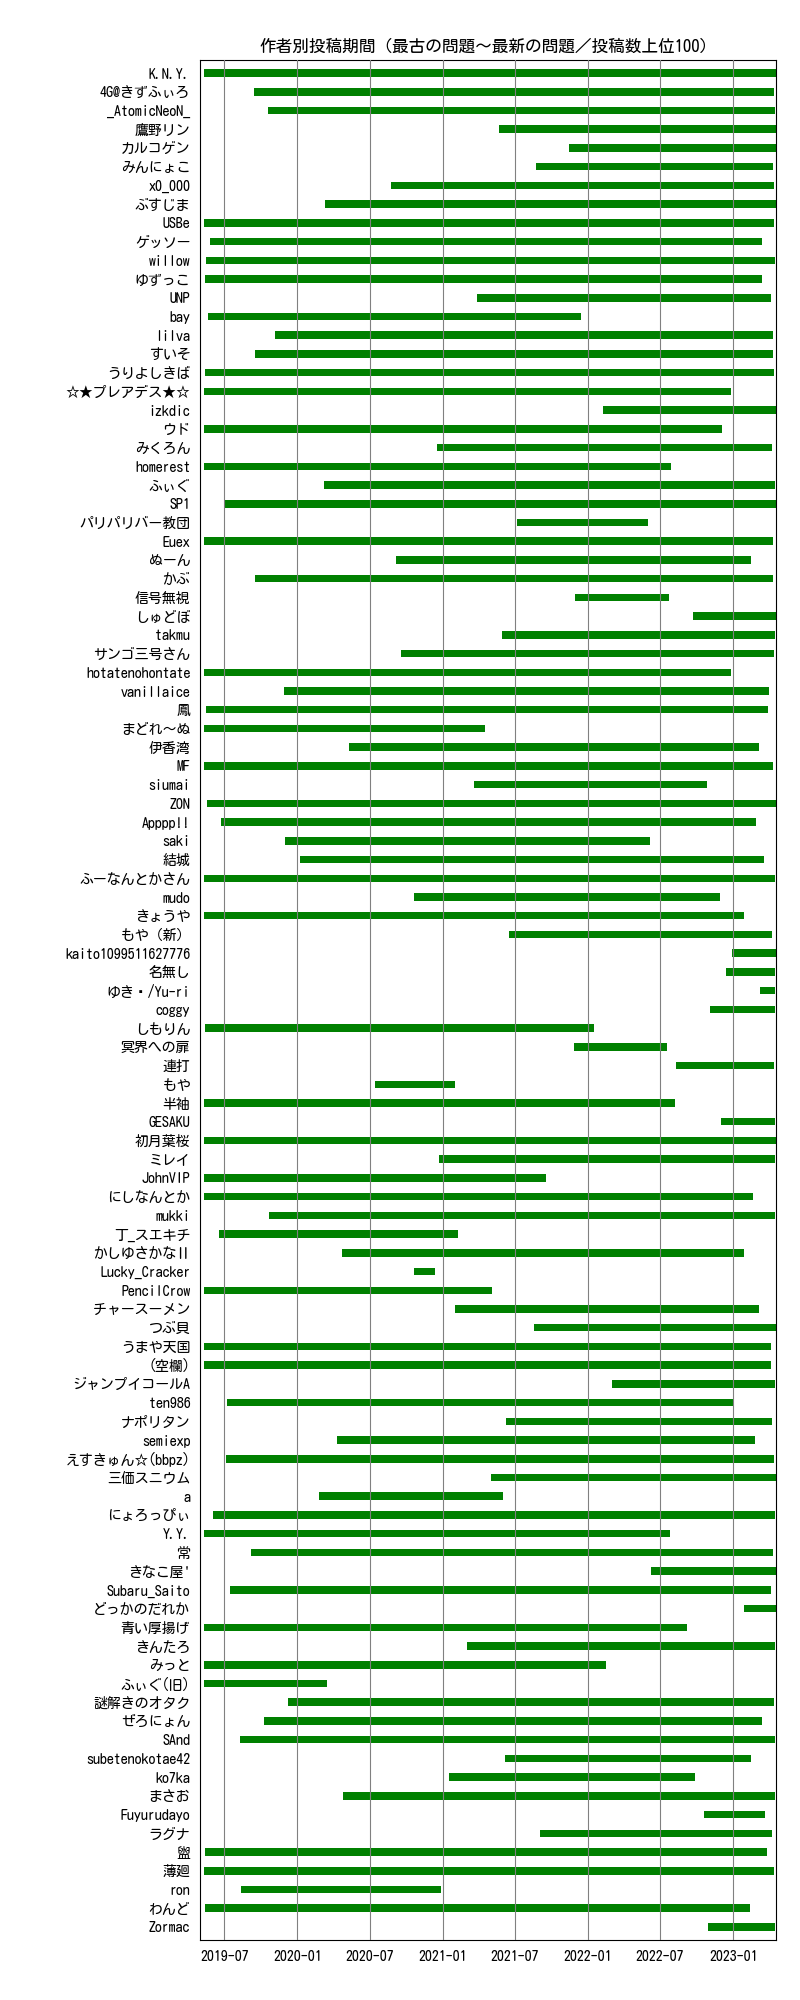 作者別投稿期間（最古の問題～最新の問題／投稿数上位100）
K.N.Y.
4G@きずふぃろ
_AtomicNeoN_
鷹野リン
カルコゲン
みんにょこ
x0_000
ぷすじま
USBe
ゲッソー
willow
ゆずっこ
UNP
bay
lilva
すいそ
うりよしきば
☆★プレアデス★☆
izkdic
ウド
みくろん
homerest
ふぃぐ
SP1
パリパリバー教団
Euex
ぬーん
かぶ
信号無視
しゅどぼ
takmu
サンゴ三号さん
hotatenohontate
vanillaice
鳳
まどれ～ぬ
伊香湾
MF
siumai
ZON
AppppII
saki
結城
ふーなんとかさん
mudo
きょうや
もや（新）
kaito1099511627776
名無し
ゆき・/Yu-ri
coggy
しもりん
冥界への扉
連打
もや
半袖
GESAKU
初月葉桜
ミレイ
JohnVIP
にしなんとか
mukki
丁_スエキチ
かしゆさかなII
Lucky_Cracker
PencilCrow
チャースーメン
つぶ貝
うまや天国
(空欄)
ジャンプイコールA
ten986
ナポリタン
semiexp
えすきゅん☆(bbpz)
三価スニウム
a
にょろっぴぃ
Y.Y.
常
きなこ屋'
Subaru_Saito
どっかのだれか
青い厚揚げ
きんたろ
みっと
ふぃぐ(旧)
謎解きのオタク
ぜろにょん
SAnd
subetenokotae42
ko7ka
まさお
Fuyurudayo
ラグナ
盥
薄廻
ron
わんど
Zormac
2019-07 2020-01 2020-07 2021-01 2021-07 2022-01 2022-07 2023-01